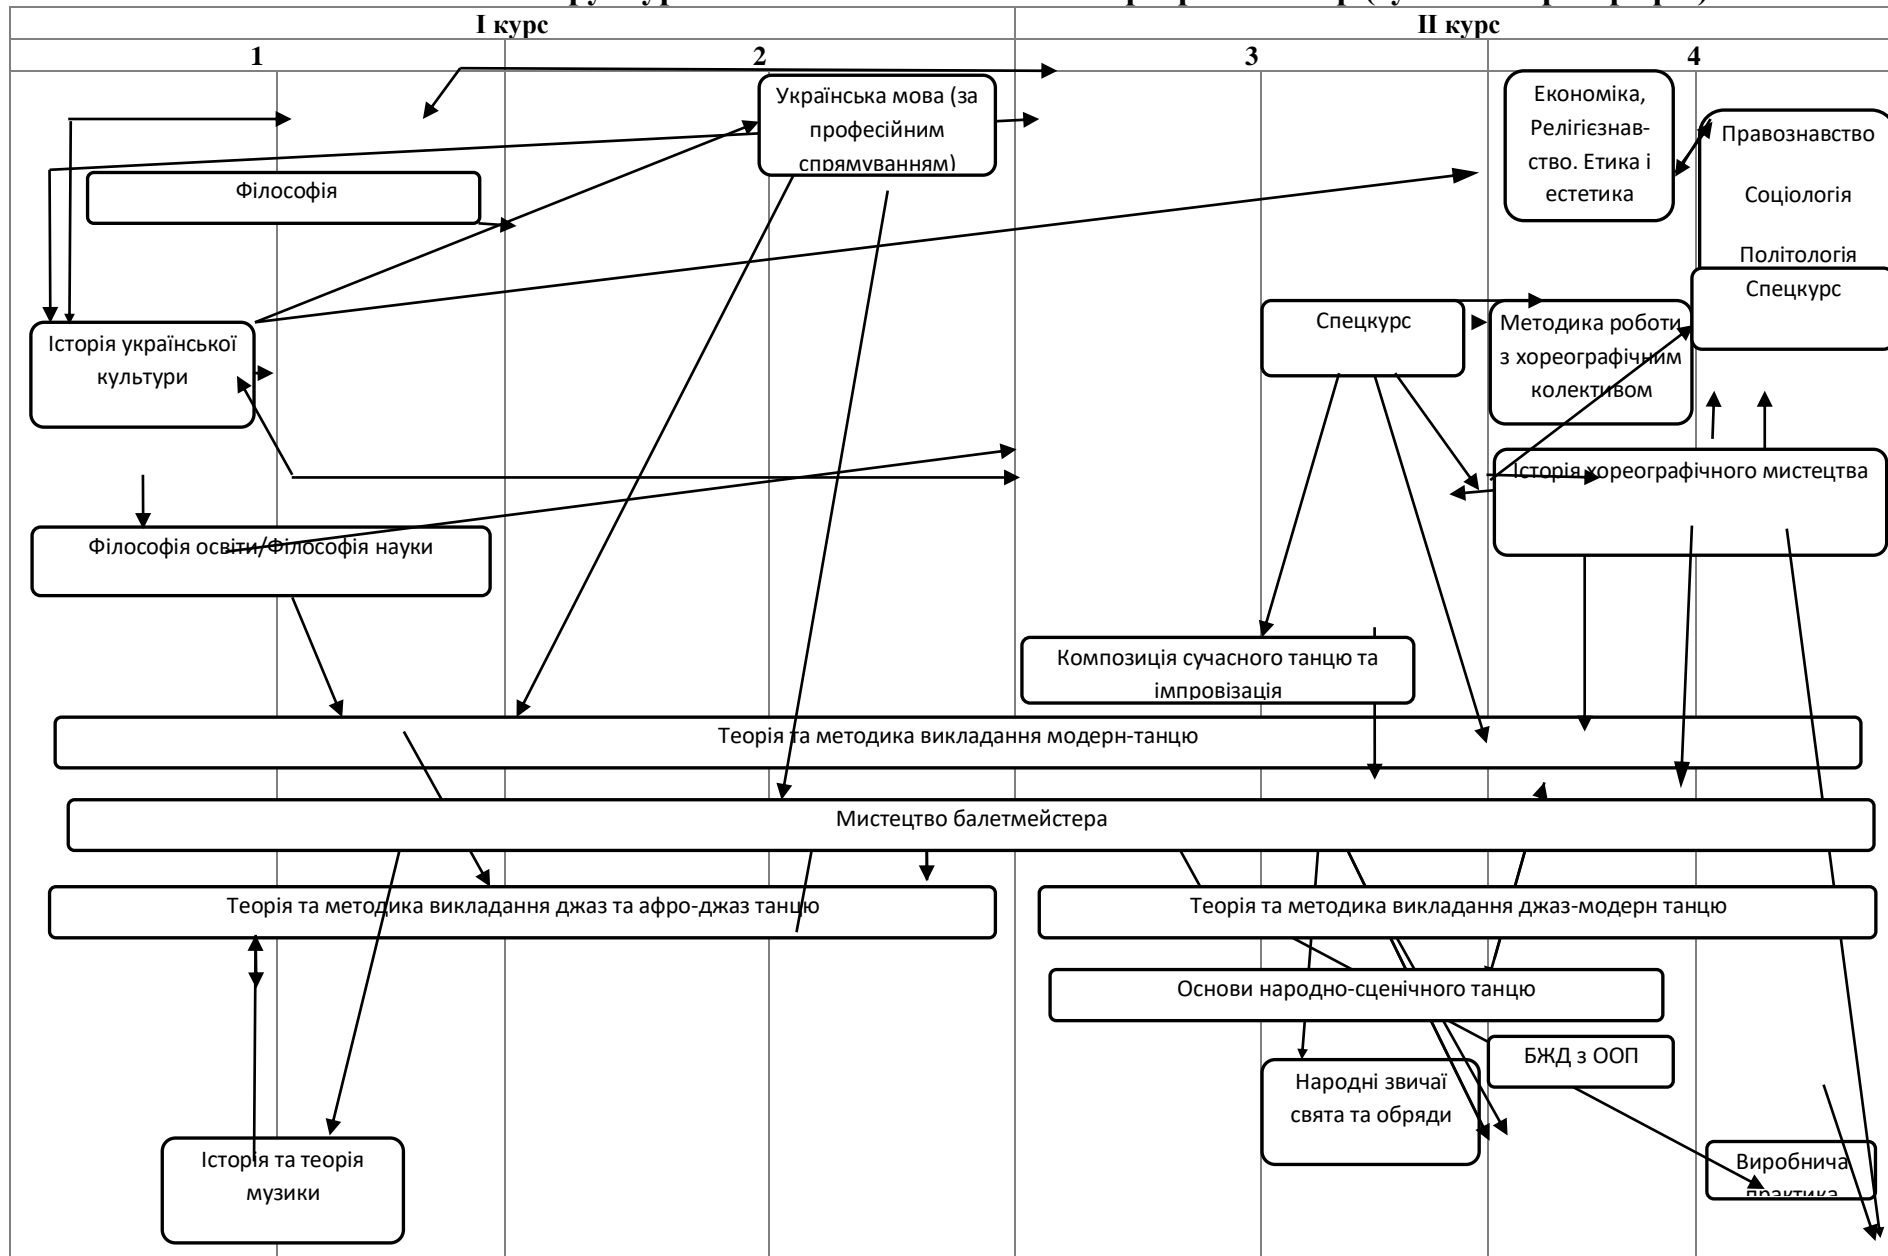 І курс
ІІ курс
1
2
3
4
Українська мова (за
професійним
спрямуванням)
Економіка,
Релігієзнав-
ство. Етика і
естетика
Правознавство
Соціологія
Політологія
Філософія
Спецкурс
Історія української
культури
Спецкурс
Методика роботи
з хореографічним
колективом
Історія хореографічного мистецтва
Філософія освіти/Філософія науки
Композиція сучасного танцю та
імпровізація
Теорія та методика викладання модерн-танцю
Мистецтво балетмейстера
Теорія та методика викладання джаз та афро-джаз танцю
Теорія та методика викладання джаз-модерн танцю
Основи народно-сценічного танцю
БЖД з ООП
Народні звичаї
свята та обряди
Історія та теорія
музики
Виробнича
практика